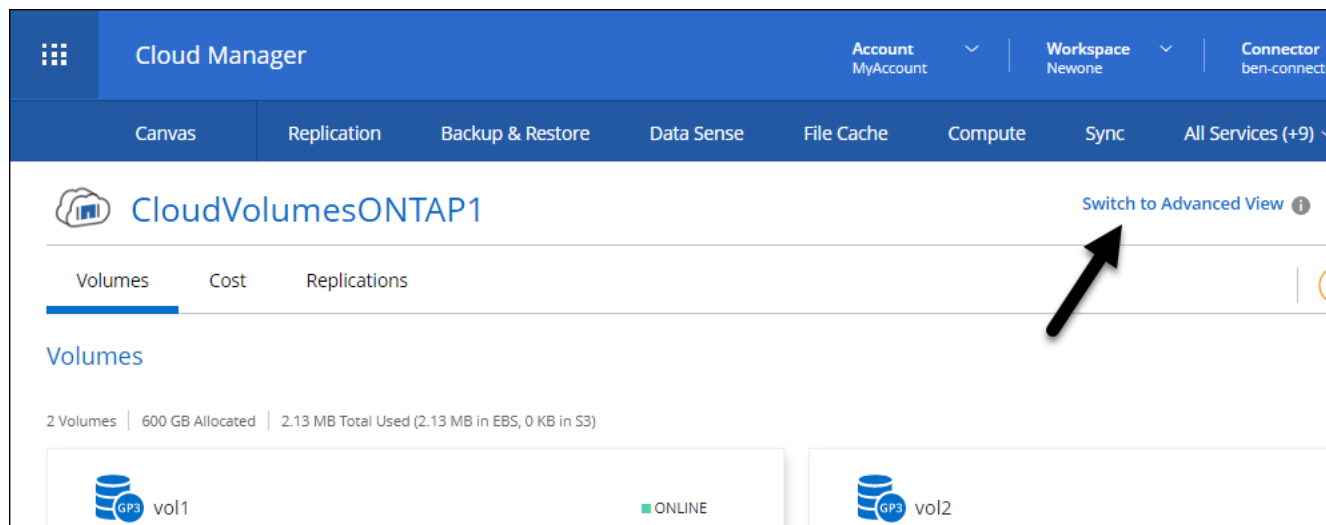 Cloud Manager
Account
MyAccount
Workspace
Newone
Connector
ben-connect
Canvas Replication Backup & Restore Data Sense File Cache Compute Sync All Services (+9)
CloudVolumesONTAP1
Switch to Advanced View
Volumes Cost Replications
Volumes
2 Volumes | 600 GB Allocated | 2.13 MB Total Used (2.13 MB in EBS, 0 KB in S3)
GP3 vol1 ONLINE
GP3 vol2